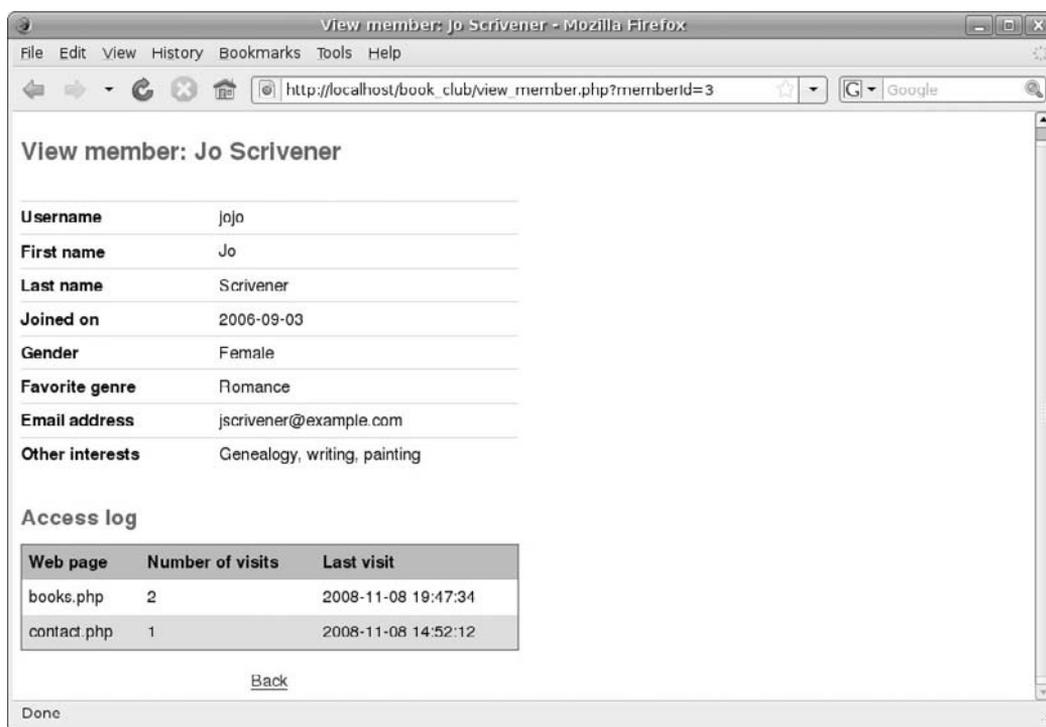 View member: Jo Scrivener - Mozilla Firefox
File Edit View History Bookmarks Tools Help
http://localhost/book_club/view_member.php?memberId=3 G Google
View member: Jo Scrivener
Username jojo
First name Jo
Last name Scrivener
Joined on 2006-09-03
Gender Female
Favorite genre Romance
Email address jscrivener@example.com
Other interests Genealogy, writing, painting
Access log
Web page Number of visits Last visit
books.php 2 2008-11-08 19:47:34
contact.php 1 2008-11-08 14:52:12
Back
Done